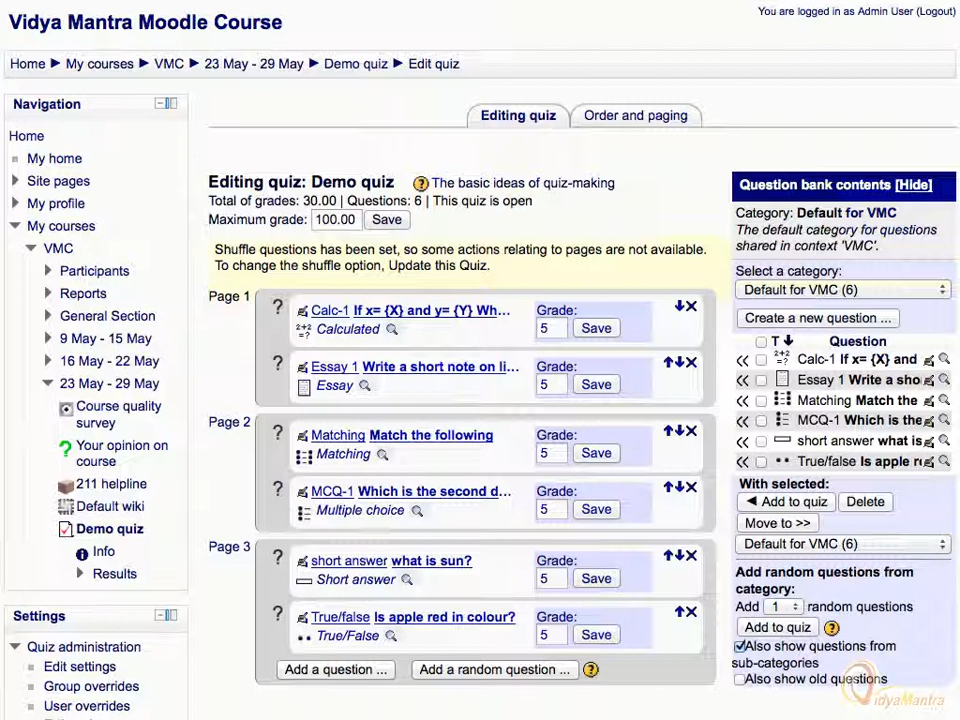 Vidya Mantra Moodle Course
You are logged in as Admin User (Logout)
Home ► My courses ► VMC ► 23 May - 29 May ► Demo quiz ► Edit quiz
Navigation
Home
My home
Site pages
My profile
My courses
VMC
Participants
Reports
General Section
9 May - 15 May
16 May - 22 May
23 May - 29 May
Course quality
survey
Your opinion on
course
211 helpline
Default wiki
Demo quiz
Info
Results
Settings
Quiz administration
Edit settings
Group overrides
User overrides
Editing quiz
Order and paging
Editing quiz: Demo quiz
The basic ideas of quiz-making
Total of grades: 30.00 | Questions: 6 | This quiz is open
Maximum grade: 100.00 Save
Shuffle questions has been set, so some actions relating to pages are not available.
To change the shuffle option, Update this Quiz.
Page 1
? Calc-1 If x= {X} and y= {Y} Wh... Grade:
Calculated 5 Save
? Essay 1 Write a short note on li... Grade:
Essay 5 Save
Page 2
? Matching Match the following Grade:
Matching 5 Save
? MCQ-1 Which is the second d... Grade:
Multiple choice 5 Save
Page 3
? short answer what is sun? Grade:
Short answer 5 Save
? True/false Is apple red in colour? Grade:
True/False 5 Save
Add a question ... Add a random question ...
Question bank contents [Hide]
Category: Default for VMC
The default category for questions
shared in context 'VMC'.
Select a category:
Default for VMC (6)
Create a new question ...
T Question
Calc-1 If x= {X} and
Essay 1 Write a sho
Matching Match the
MCQ-1 Which is the
short answer what is
True/false Is apple re
With selected:
◄ Add to quiz Delete
Move to >>
Default for VMC (6)
Add random questions from
category:
Add 1 random questions
Add to quiz
Also show questions from
sub-categories
Also show old questions
VidyaMantra